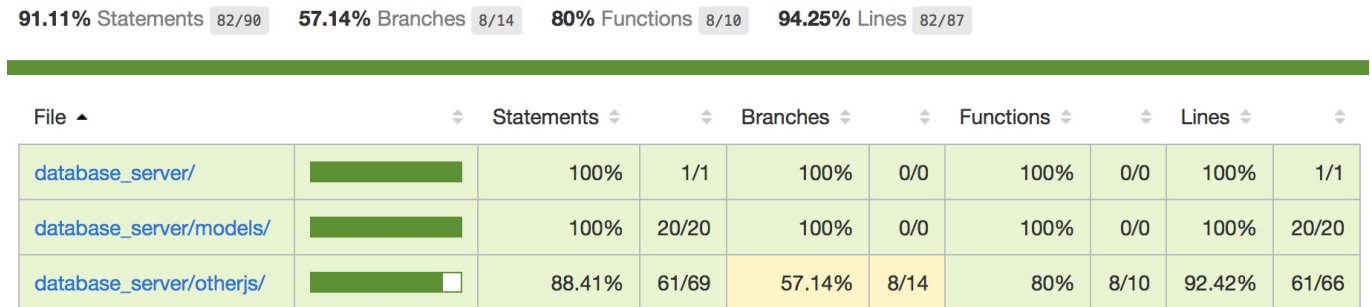 91.11% Statements 82/90 57.14% Branches 8/14 80% Functions 8/10 94.25% Lines 82/87
File Statements Branches Functions Lines
database_server/ 100% 1/1 100% 0/0 100% 0/0 100% 1/1
database_server/models/ 100% 20/20 100% 0/0 100% 0/0 100% 20/20
database_server/otherjs/ 88.41% 61/69 57.14% 8/14 80% 8/10 92.42% 61/66